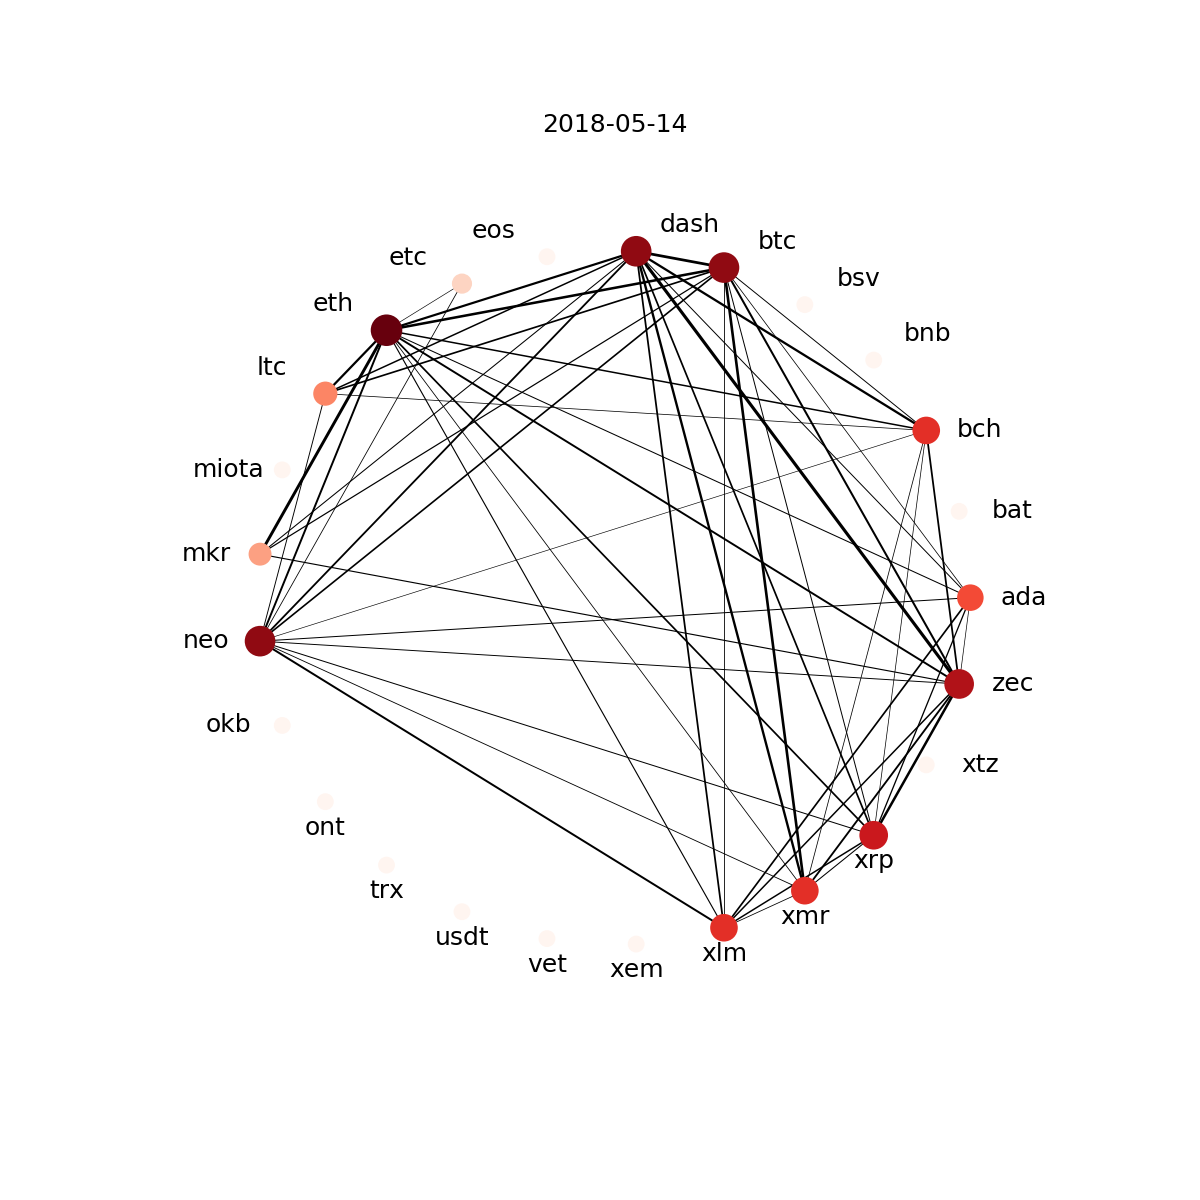 2018-05-14
dash
eos
btc
etc
bsv
eth
bnb
ltc
bch
miota
bat
mkr
ada
neo
zec
okb
xtz
ont
xrp
trx
xmr
usdt
xlm
vet
xem